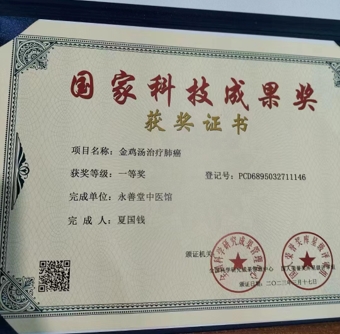 国家科技成果奖
获奖证书
项目名称：金鸡汤治疗肺癌
获奖等级：一等奖 登记号：PCD6895032711146
完成单位：永善堂中医馆
完成人：夏国钱
颁证机关